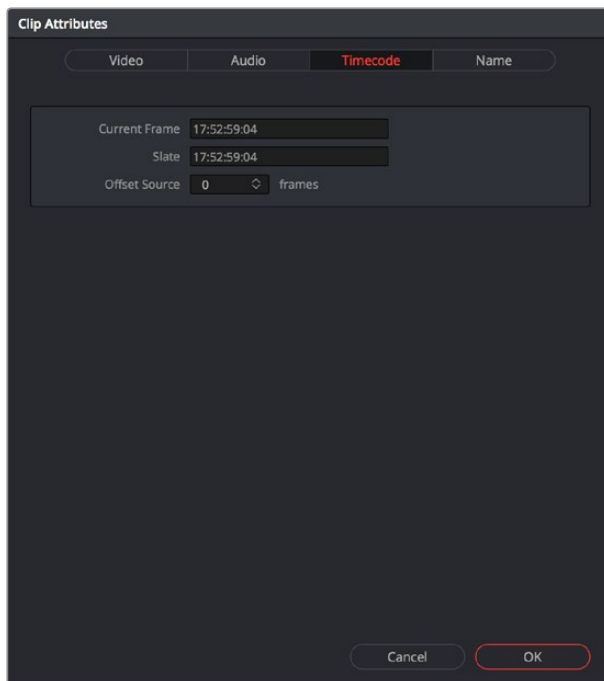 Clip Attributes
Video Audio Timecode Name
Current Frame 17:52:59:04
Slate 17:52:59:04
Offset Source 0 frames
Cancel OK